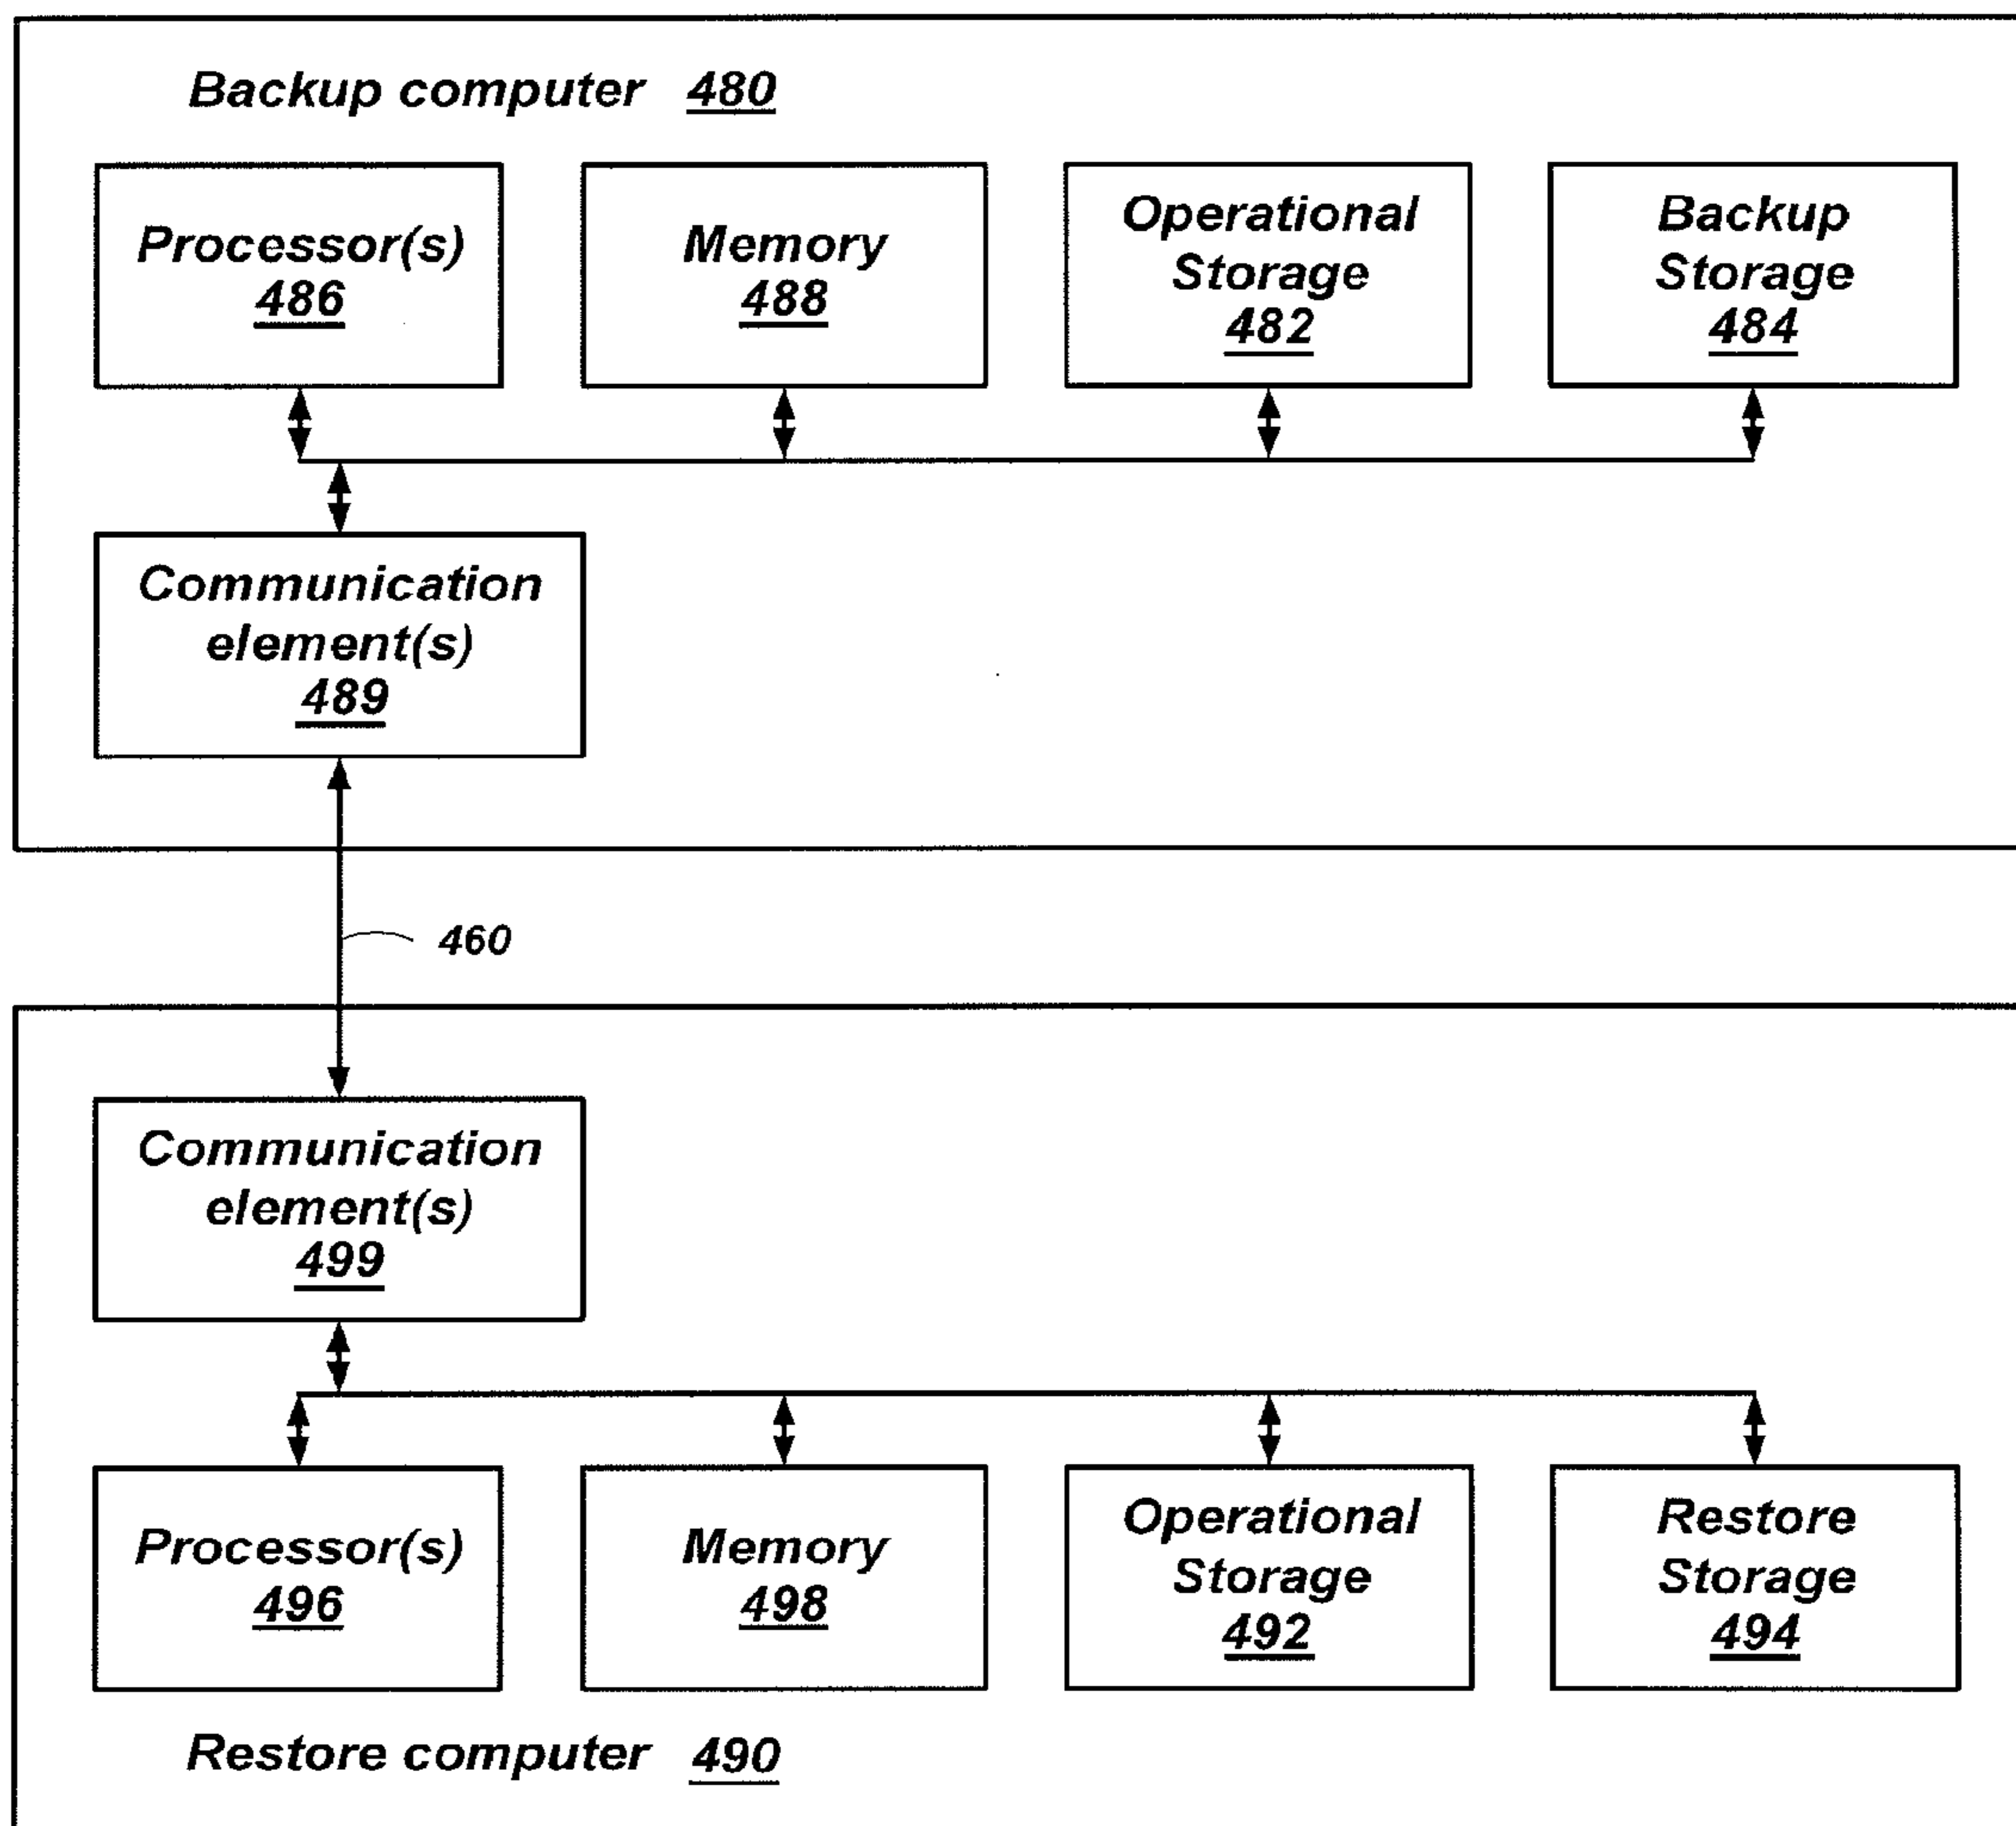 Backup computer 480
Processor(s)
486
Memory
488
Operational
Storage
482
Backup
Storage
484
Communication
element(s)
489
460
Communication
element(s)
499
Processor(s)
496
Memory
498
Operational
Storage
492
Restore
Storage
494
Restore computer 490